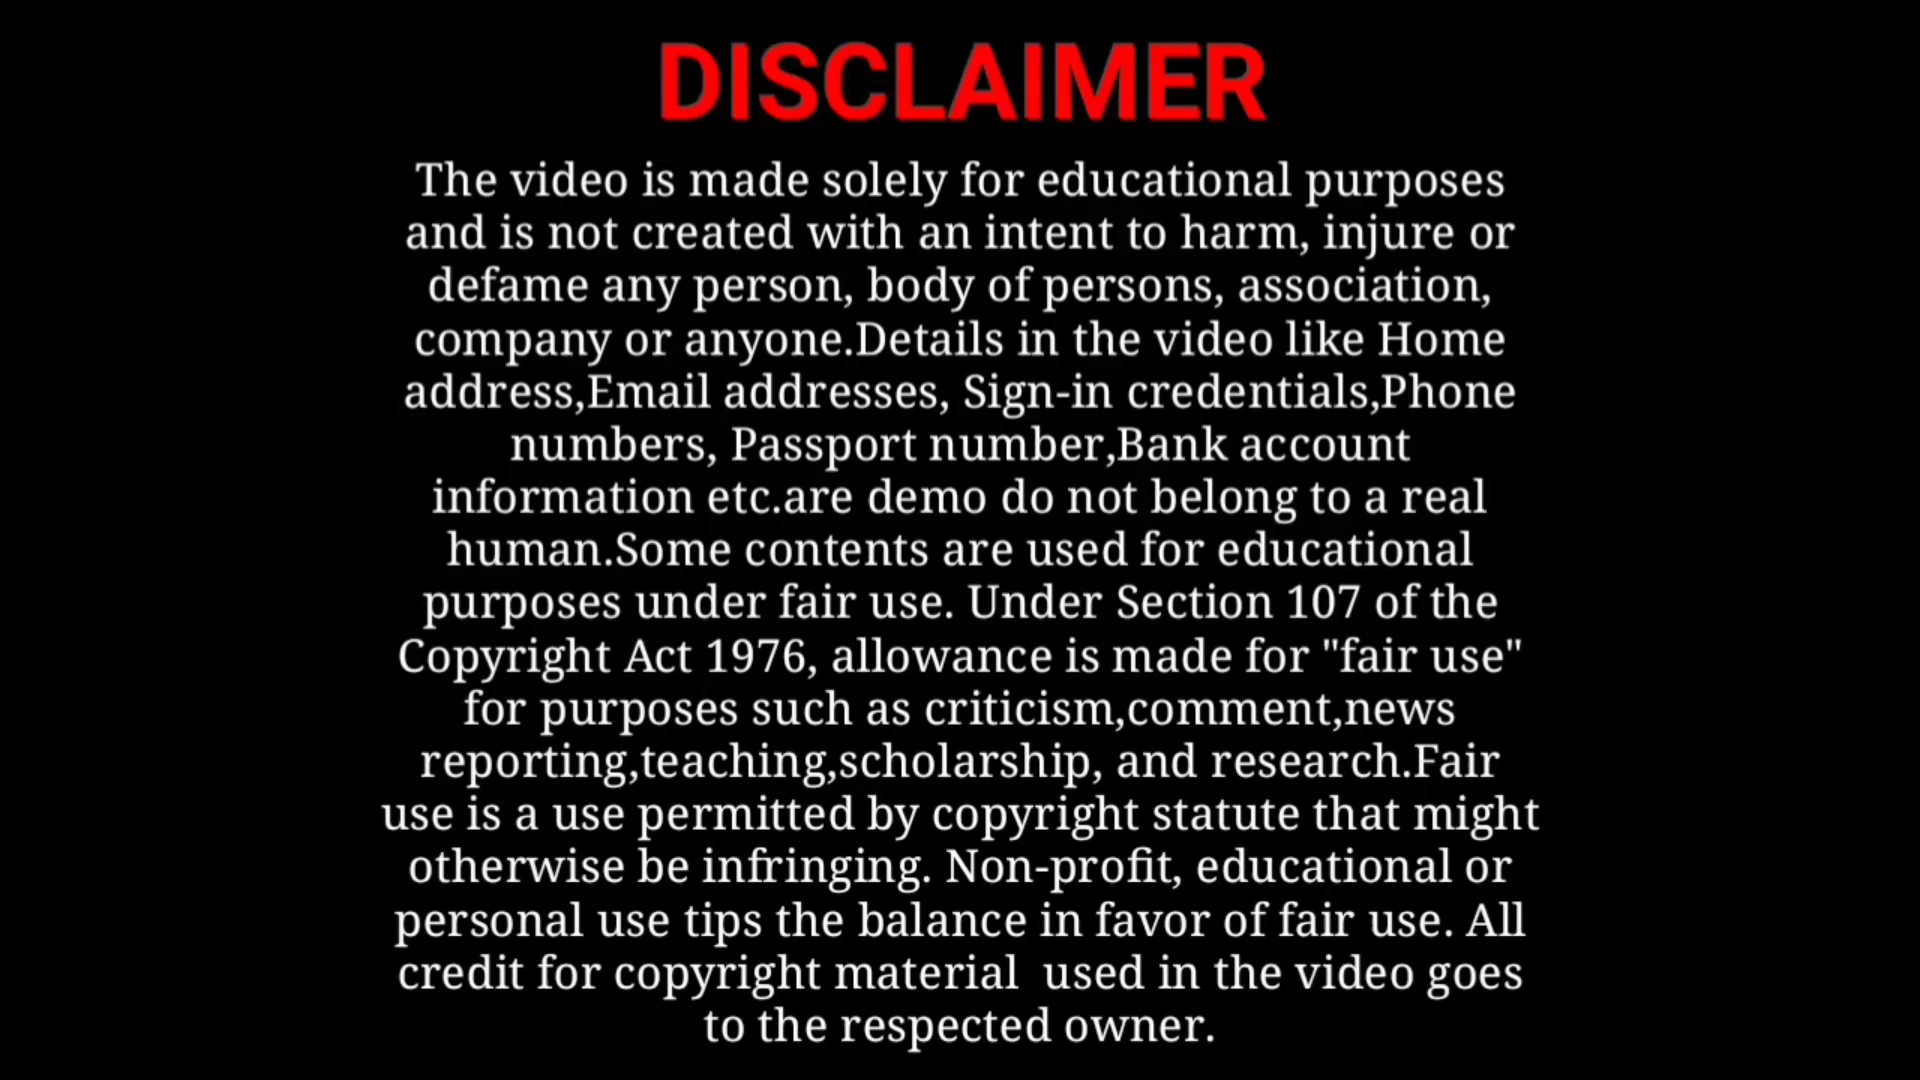 DISCLAIMER
The video is made solely for educational purposes
and is not created with an intent to harm, injure or
defame any person, body of persons, association,
company or anyone.Details in the video like Home
address,Email addresses, Sign-in credentials,Phone
numbers, Passport number,Bank account
information etc.are demo do not belong to a real
human.Some contents are used for educational
purposes under fair use. Under Section 107 of the
Copyright Act 1976, allowance is made for "fair use"
for purposes such as criticism,comment,news
reporting,teaching,scholarship, and research.Fair
use is a use permitted by copyright statute that might
otherwise be infringing. Non-profit, educational or
personal use tips the balance in favor of fair use. All
credit for copyright material  used in the video goes
to the respected owner.